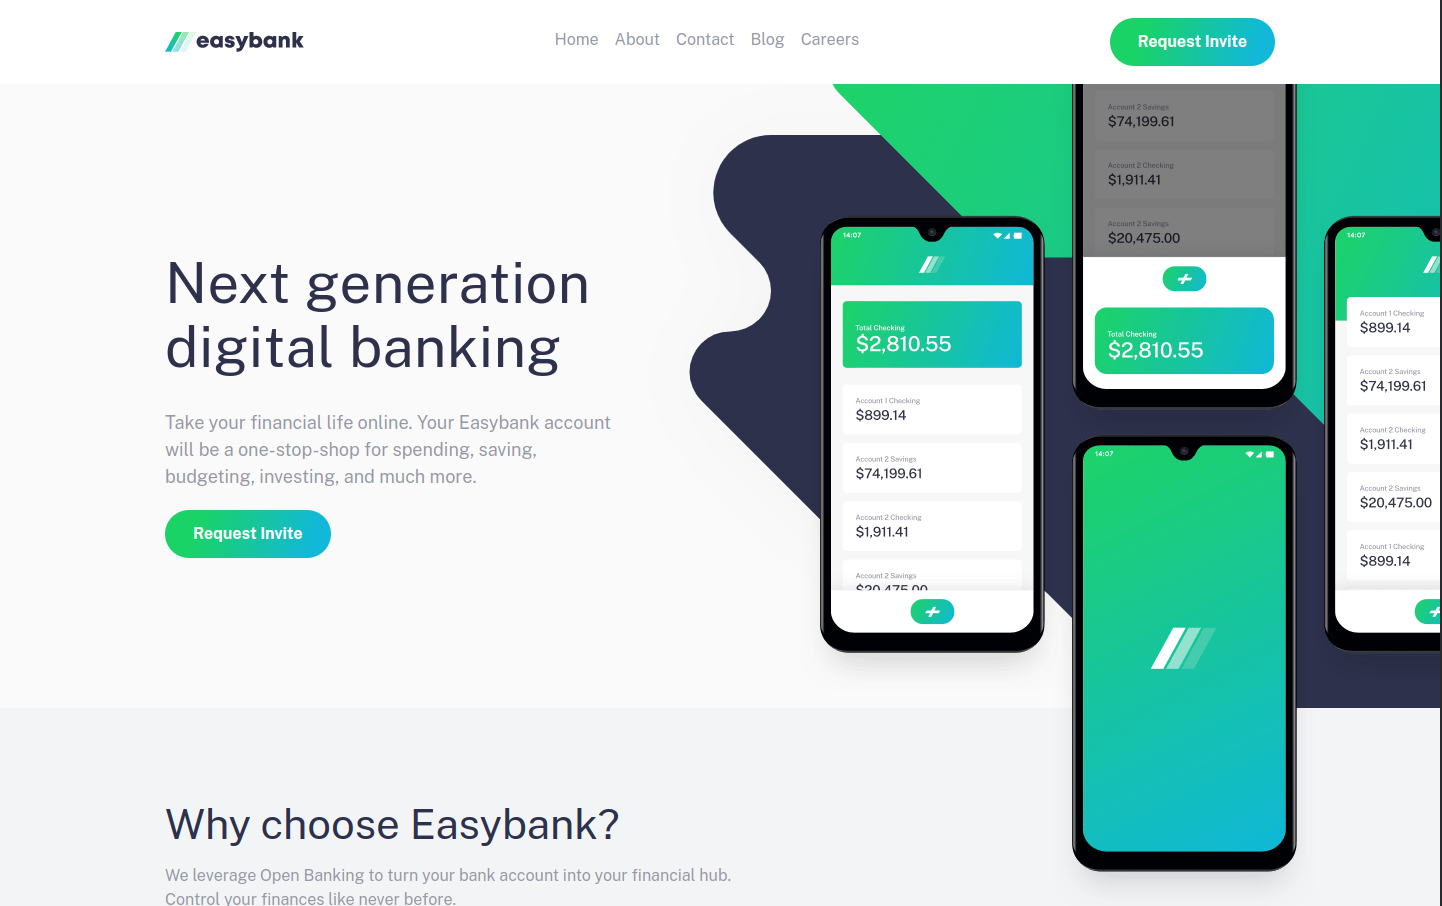 easybank
Home About Contact Blog Careers
Request Invite
Next generation
digital banking
Take your financial life online. Your Easybank account
will be a one-stop-shop for spending, saving,
budgeting, investing, and much more.
Request Invite
14:07
Total Checking
$2,810.55
Account 1 Checking
$899.14
Account 2 Savings
$74,199.61
Account 2 Checking
$1,911.41
Account 2 Savings
$20,475.00
Account 2 Savings
$74,199.61
Account 2 Checking
$1,911.41
Account 2 Savings
$20,475.00
Total Checking
$2,810.55
14:07
14:07
Account 1 Checking
$899.14
Account 2 Savings
$74,199.61
Account 2 Checking
$1,911.41
Account 2 Savings
$20,475.00
Account 1 Checking
$899.14
Why choose Easybank?
We leverage Open Banking to turn your bank account into your financial hub.
Control your finances like never before.